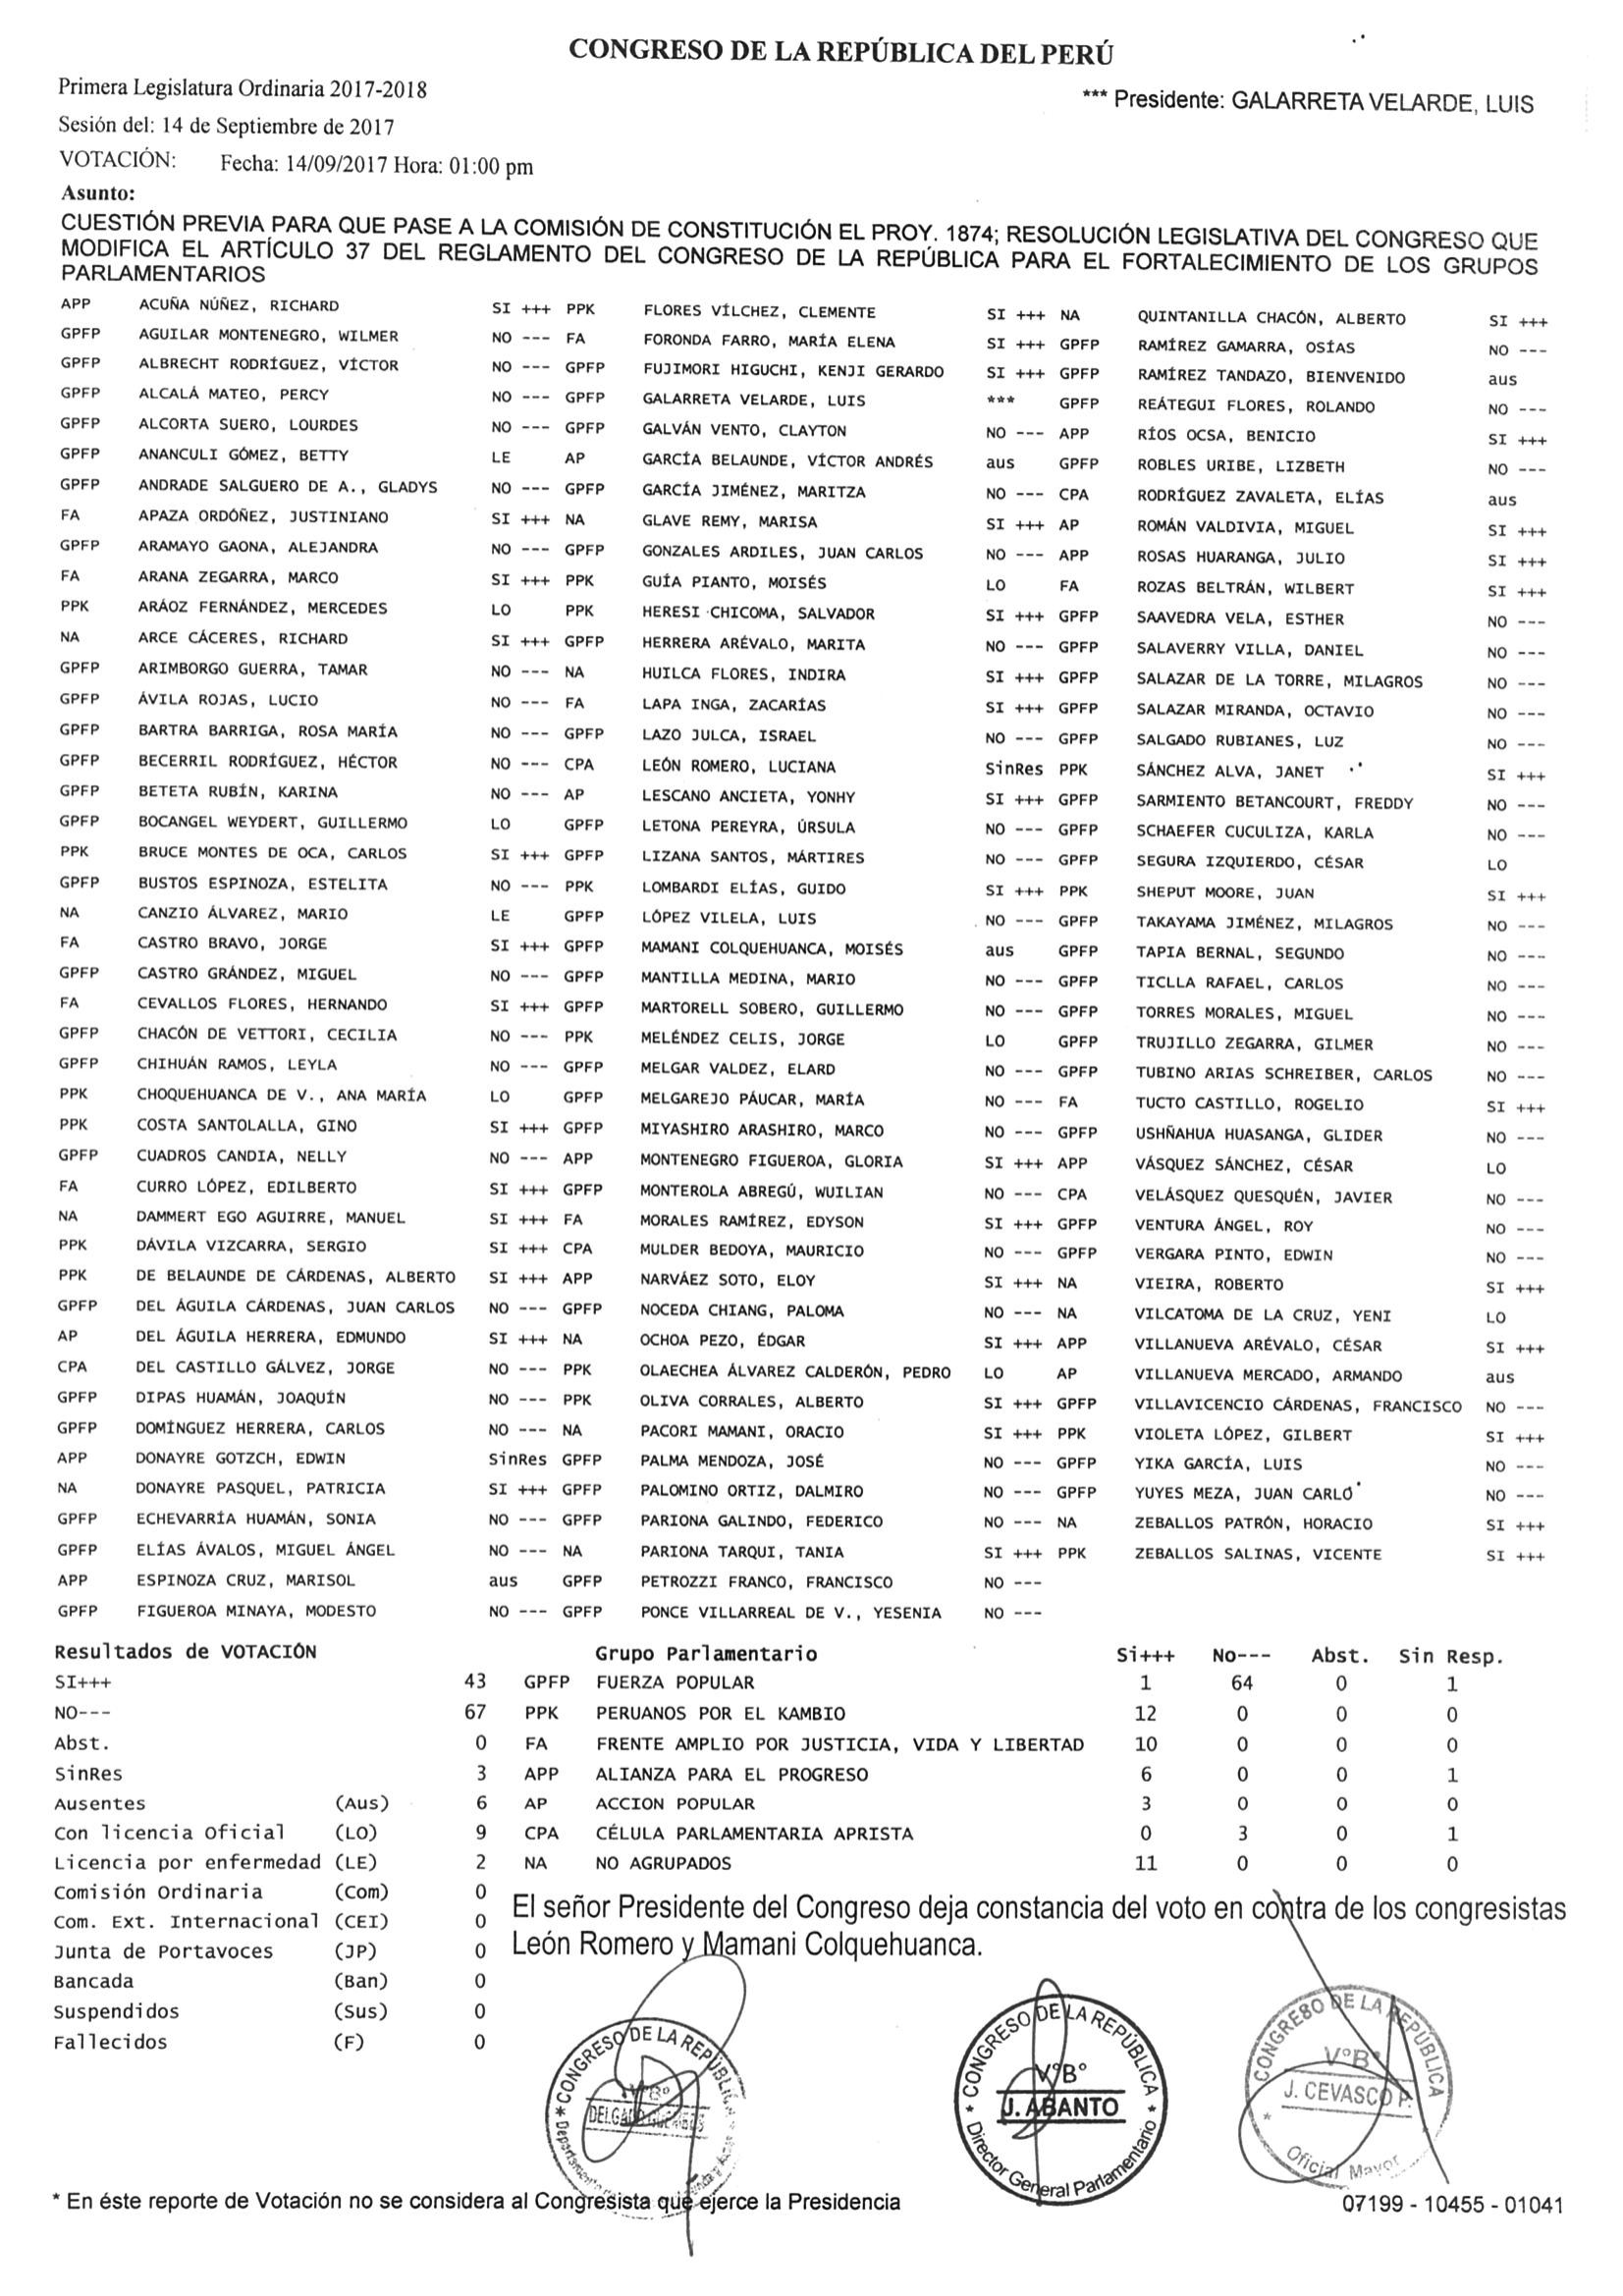 CONGRESO DE LA REPÚBLICA DEL PERÚ
Primera Legislatura Ordinaria 2017-2018
*** Presidente: GALARRETA VELARDE, LUIS
Sesión del: 14 de Septiembre de 2017
VOTACIÓN: Fecha: 14/09/2017 Hora: 01:00 pm
Asunto:
CUESTIÓN PREVIA PARA QUE PASE A LA COMISIÓN DE CONSTITUCIÓN EL PROY. 1874; RESOLUCIÓN LEGISLATIVA DEL CONGRESO QUE
MODIFICA EL ARTÍCULO 37 DEL REGLAMENTO DEL CONGRESO DE LA REPÚBLICA PARA EL FORTALECIMIENTO DE LOS GRUPOS
PARLAMENTARIOS
APP ACUÑA NÚÑEZ, RICHARD SI +++ PPK FLORES VÍLCHEZ, CLEMENTE SI +++ NA QUINTANILLA CHACÓN, ALBERTO SI +++
GPFP AGUILAR MONTENEGRO, WILMER NO --- FA FORONDA FARRO, MARÍA ELENA SI +++ GPFP RAMÍREZ GAMARRA, OSÍAS NO ---
GPFP ALBRECHT RODRÍGUEZ, VÍCTOR NO --- GPFP FUJIMORI HIGUCHI, KENJI GERARDO SI +++ GPFP RAMÍREZ TANDAZO, BIENVENIDO aus
GPFP ALCALÁ MATEO, PERCY NO --- GPFP GALARRETA VELARDE, LUIS *** GPFP REÁTEGUI FLORES, ROLANDO NO ---
GPFP ALCORTA SUERO, LOURDES NO --- GPFP GALVÁN VENTO, CLAYTON NO --- APP RÍOS OCSA, BENICIO SI +++
GPFP ANANCULI GÓMEZ, BETTY LE AP GARCÍA BELAUNDE, VÍCTOR ANDRÉS aus GPFP ROBLES URIBE, LIZBETH NO ---
GPFP ANDRADE SALGUERO DE A., GLADYS NO --- GPFP GARCÍA JIMÉNEZ, MARITZA NO --- CPA RODRÍGUEZ ZAVALETA, ELÍAS aus
FA APAZA ORDÓÑEZ, JUSTINIANO SI +++ NA GLAVE REMY, MARISA SI +++ AP ROMÁN VALDIVIA, MIGUEL SI +++
GPFP ARAMAYO GAONA, ALEJANDRA NO --- GPFP GONZALES ARDILES, JUAN CARLOS NO --- APP ROSAS HUARANGA, JULIO SI +++
FA ARANA ZEGARRA, MARCO SI +++ PPK GUÍA PIANTO, MOISÉS LO FA ROZAS BELTRÁN, WILBERT SI +++
PPK ARÁOZ FERNÁNDEZ, MERCEDES LO PPK HERESI CHICOMA, SALVADOR SI +++ GPFP SAAVEDRA VELA, ESTHER NO ---
NA ARCE CÁCERES, RICHARD SI +++ GPFP HERRERA ARÉVALO, MARITA NO --- GPFP SALAVERRY VILLA, DANIEL NO ---
GPFP ARIMBORGO GUERRA, TAMAR NO --- NA HUILCA FLORES, INDIRA SI +++ GPFP SALAZAR DE LA TORRE, MILAGROS NO ---
GPFP ÁVILA ROJAS, LUCIO NO --- FA LAPA INGA, ZACARÍAS SI +++ GPFP SALAZAR MIRANDA, OCTAVIO NO ---
GPFP BARTRA BARRIGA, ROSA MARÍA NO --- GPFP LAZO JULCA, ISRAEL NO --- GPFP SALGADO RUBIANES, LUZ NO ---
GPFP BECERRIL RODRÍGUEZ, HÉCTOR NO --- CPA LEÓN ROMERO, LUCIANA SinRes PPK SÁNCHEZ ALVA, JANET SI +++
GPFP BETETA RUBÍN, KARINA NO --- AP LESCANO ANCIETA, YONHY SI +++ GPFP SARMIENTO BETANCOURT, FREDDY NO ---
GPFP BOCANGEL WEYDERT, GUILLERMO LO GPFP LETONA PEREYRA, ÚRSULA NO --- GPFP SCHAEFER CUCULIZA, KARLA NO ---
PPK BRUCE MONTES DE OCA, CARLOS SI +++ GPFP LIZANA SANTOS, MÁRTIRES NO --- GPFP SEGURA IZQUIERDO, CÉSAR LO
GPFP BUSTOS ESPINOZA, ESTELITA NO --- PPK LOMBARDI ELÍAS, GUIDO SI +++ PPK SHEPUT MOORE, JUAN SI +++
NA CANZIO ÁLVAREZ, MARIO LE GPFP LÓPEZ VILELA, LUIS NO --- GPFP TAKAYAMA JIMÉNEZ, MILAGROS NO ---
FA CASTRO BRAVO, JORGE SI +++ GPFP MAMANI COLQUEHUANCA, MOISÉS aus GPFP TAPIA BERNAL, SEGUNDO NO ---
GPFP CASTRO GRÁNDEZ, MIGUEL NO --- GPFP MANTILLA MEDINA, MARIO NO --- GPFP TICLLA RAFAEL, CARLOS NO ---
FA CEVALLOS FLORES, HERNANDO SI +++ GPFP MARTORELL SOBERO, GUILLERMO NO --- GPFP TORRES MORALES, MIGUEL NO ---
GPFP CHACÓN DE VETTORI, CECILIA NO --- PPK MELÉNDEZ CELIS, JORGE LO GPFP TRUJILLO ZEGARRA, GILMER NO ---
GPFP CHIHUÁN RAMOS, LEYLA NO --- GPFP MELGAR VALDEZ, ELARD NO --- GPFP TUBINO ARIAS SCHREIBER, CARLOS NO ---
PPK CHOQUEHUANCA DE V., ANA MARÍA LO GPFP MELGAREJO PÁUCAR, MARÍA NO --- FA TUCTO CASTILLO, ROGELIO SI +++
PPK COSTA SANTOLALLA, GINO SI +++ GPFP MIYASHIRO ARASHIRO, MARCO NO --- GPFP USHÑAHUA HUASANGA, GLIDER NO ---
GPFP CUADROS CANDIA, NELLY NO --- APP MONTENEGRO FIGUEROA, GLORIA SI +++ APP VÁSQUEZ SÁNCHEZ, CÉSAR LO
FA CURRO LÓPEZ, EDILBERTO SI +++ GPFP MONTEROLA ABREGÚ, WUILIAN NO --- CPA VELÁSQUEZ QUESQUÉN, JAVIER NO ---
NA DAMMERT EGO AGUIRRE, MANUEL SI +++ FA MORALES RAMÍREZ, EDYSON SI +++ GPFP VENTURA ÁNGEL, ROY NO ---
PPK DÁVILA VIZCARRA, SERGIO SI +++ CPA MULDER BEDOYA, MAURICIO NO --- GPFP VERGARA PINTO, EDWIN NO ---
PPK DE BELAUNDE DE CÁRDENAS, ALBERTO SI +++ APP NARVÁEZ SOTO, ELOY SI +++ NA VIEIRA, ROBERTO SI +++
GPFP DEL ÁGUILA CÁRDENAS, JUAN CARLOS NO --- GPFP NOCEDA CHIANG, PALOMA NO --- NA VILCATOMA DE LA CRUZ, YENI LO
AP DEL ÁGUILA HERRERA, EDMUNDO SI +++ NA OCHOA PEZO, ÉDGAR SI +++ APP VILLANUEVA ARÉVALO, CÉSAR SI +++
CPA DEL CASTILLO GÁLVEZ, JORGE NO --- PPK OLAECHEA ÁLVAREZ CALDERÓN, PEDRO LO AP VILLANUEVA MERCADO, ARMANDO aus
GPFP DIPAS HUAMÁN, JOAQUÍN NO --- PPK OLIVA CORRALES, ALBERTO SI +++ GPFP VILLAVICENCIO CÁRDENAS, FRANCISCO NO ---
GPFP DOMÍNGUEZ HERRERA, CARLOS NO --- NA PACORI MAMANI, ORACIO SI +++ PPK VIOLETA LÓPEZ, GILBERT SI +++
APP DONAYRE GOTZCH, EDWIN SinRes GPFP PALMA MENDOZA, JOSÉ NO --- GPFP YIKA GARCÍA, LUIS NO ---
NA DONAYRE PASQUEL, PATRICIA SI +++ GPFP PALOMINO ORTIZ, DALMIRO NO --- GPFP YUYES MEZA, JUAN CARLO NO ---
GPFP ECHEVARRÍA HUAMÁN, SONIA NO --- GPFP PARIONA GALINDO, FEDERICO NO --- NA ZEBALLOS PATRÓN, HORACIO SI +++
GPFP ELÍAS ÁVALOS, MIGUEL ÁNGEL NO --- NA PARIONA TARQUI, TANIA SI +++ PPK ZEBALLOS SALINAS, VICENTE SI +++
APP ESPINOZA CRUZ, MARISOL aus GPFP PETROZZI FRANCO, FRANCISCO NO ---
GPFP FIGUEROA MINAYA, MODESTO NO --- GPFP PONCE VILLARREAL DE V., YESENIA NO ---
Resultados de VOTACIÓN Grupo Parlamentario Si+++ No--- Abst. Sin Resp.
SI+++ 43 GPFP FUERZA POPULAR 1 64 0 1
NO--- 67 PPK PERUANOS POR EL KAMBIO 12 0 0 0
Abst. 0 FA FRENTE AMPLIO POR JUSTICIA, VIDA Y LIBERTAD 10 0 0 0
SinRes 3 APP ALIANZA PARA EL PROGRESO 6 0 0 1
Ausentes (Aus) 6 AP ACCION POPULAR 3 0 0 0
Con licencia Oficial (LO) 9 CPA CÉLULA PARLAMENTARIA APRISTA 0 3 0 1
Licencia por enfermedad (LE) 2 NA NO AGRUPADOS 11 0 0 0
Comisión Ordinaria (Com) 0
Com. Ext. Internacional (CEI) 0
Junta de Portavoces (JP) 0
Bancada (Ban) 0
Suspendidos (Sus) 0
Fallecidos (F) 0
El señor Presidente del Congreso deja constancia del voto en contra de los congresistas
León Romero y Mamani Colquehuanca.
* CONGRESO DE LA REPÚBLICA
V°B°
* CONGRESO DE LA REPÚBLICA *
V°B°
J. ABANTO
Director General Parlamentario
CONGRESO DE LA REPÚBLICA
V°B°
J. CEVASCO P.
* Oficial Mayor
* En éste reporte de Votación no se considera al Congresista que ejerce la Presidencia
07199 - 10455 - 01041